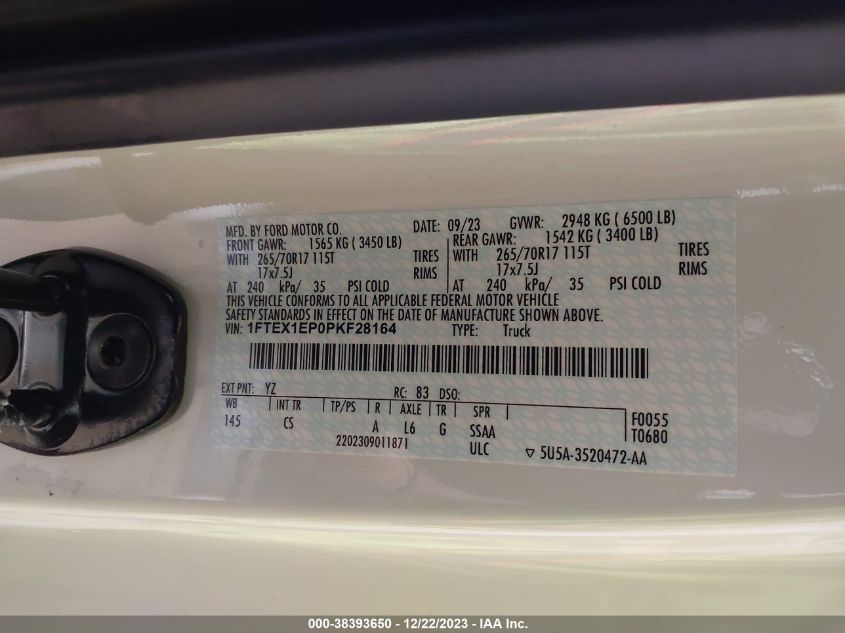 MFD. BY FORD MOTOR CO. DATE: 09/23 GVWR: 2948 KG ( 6500 LB)
FRONT GAWR: 1565 KG ( 3450 LB) REAR GAWR: 1542 KG ( 3400 LB)
WITH 265/70R17 115T TIRES WITH 265/70R17 115T TIRES
17x7.5J RIMS 17x7.5J RIMS
AT 240 kPa/ 35 PSI COLD AT 240 kPa/ 35 PSI COLD
THIS VEHICLE CONFORMS TO ALL APPLICABLE FEDERAL MOTOR VEHICLE
SAFETY STANDARDS IN EFFECT ON THE DATE OF MANUFACTURE SHOWN ABOVE.
VIN: 1FTEX1EP0PKF28164 TYPE: Truck
EXT PNT: YZ RC: 83 DSO:
WB INT TR TP/PS R AXLE TR SPR F0055
145 CS A L6 G SSAA T0680
2202309011871 ULC ▽ 5U5A-3520472-AA
000-38393650 / 12/22/2023 - IAA Inc.